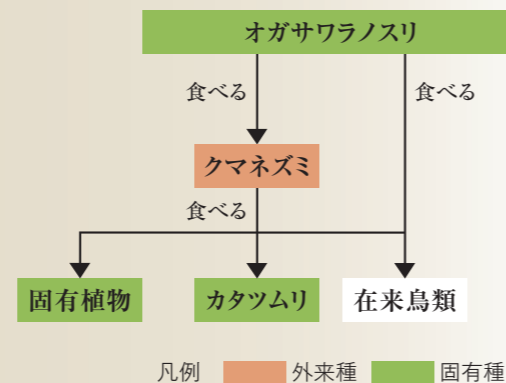 オガサワラノスリ
食べる
食べる
クマネズミ
食べる
固有植物
カタツムリ
在来鳥類
凡例
外来種
固有種